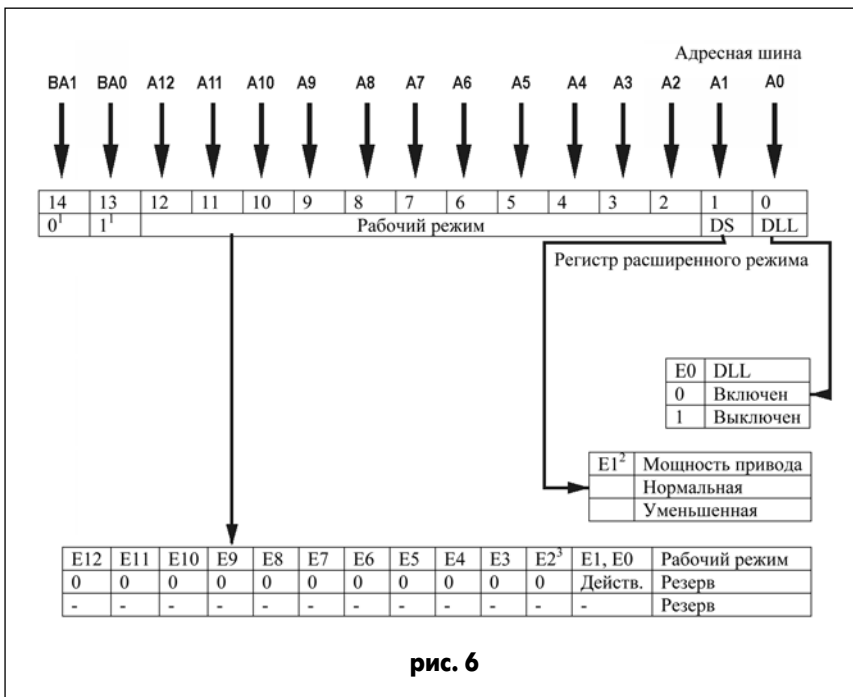 Адресная шина
BA1 BA0 A12 A11 A10 A9 A8 A7 A6 A5 A4 A3 A2 A1 A0
14 13 12 11 10 9 8 7 6 5 4 3 2 1 0
0¹ 1¹ Рабочий режим DS DLL
Регистр расширенного режима
E0 DLL
0 Включен
1 Выключен
E1² Мощность привода
Нормальная
Уменьшенная
E12 E11 E10 E9 E8 E7 E6 E5 E4 E3 E2³ E1, E0 Рабочий режим
0 0 0 0 0 0 0 0 0 0 0 Действ. Резерв
- - - - - - - - - - - - Резерв
рис. 6